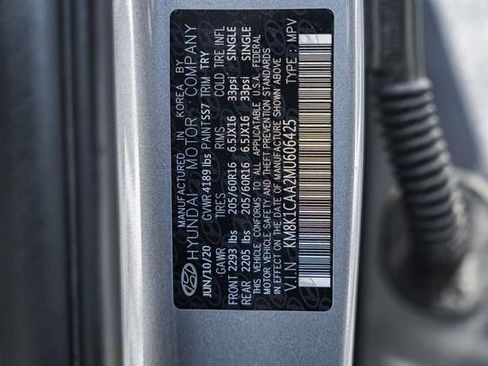 MANUFACTURED IN KOREA BY
HYUNDAI MOTOR COMPANY
JUN/10/20 GVWR 4189 lbs PAINT SS7 TRIM TRY
GAWR TIRES RIMS COLD TIRE INFL
FRONT 2293 lbs 205/60R16 6.5JX16 33psi SINGLE
REAR 2205 lbs 205/60R16 6.5JX16 33psi SINGLE
THIS VEHICLE CONFORMS TO ALL APPLICABLE U.S.A. FEDERAL
MOTOR VEHICLE SAFETY, BUMPER, AND THEFT PREVENTION STANDARDS
IN EFFECT ON THE DATE OF MANUFACTURE SHOWN ABOVE
VIN : KM8K1CAA2MU606425 TYPE : MPV